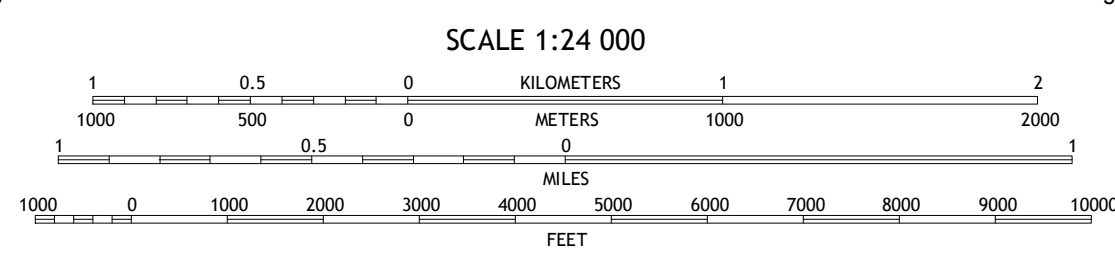 SCALE 1:24 000
1 0.5 0 KILOMETERS 1 2
1000 500 0 METERS 1000 2000
1 0.5 0 1
MILES
1000 0 1000 2000 3000 4000 5000 6000 7000 8000 9000 10000
FEET